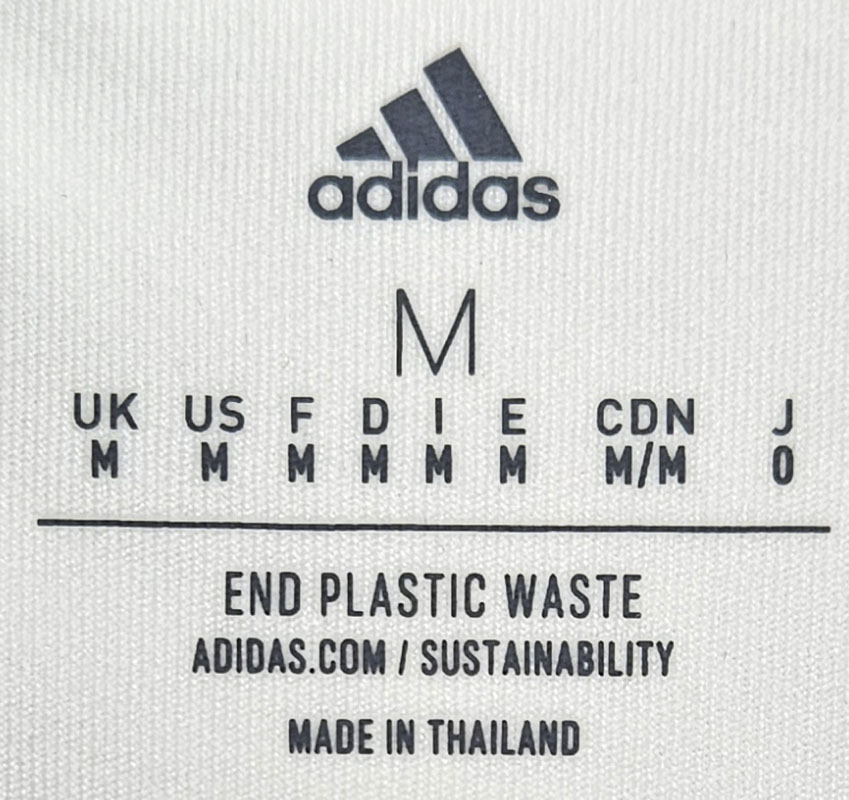 adidas
M
UK US F D I E CDN J
M M M M M M M/M O
END PLASTIC WASTE
ADIDAS.COM / SUSTAINABILITY
MADE IN THAILAND